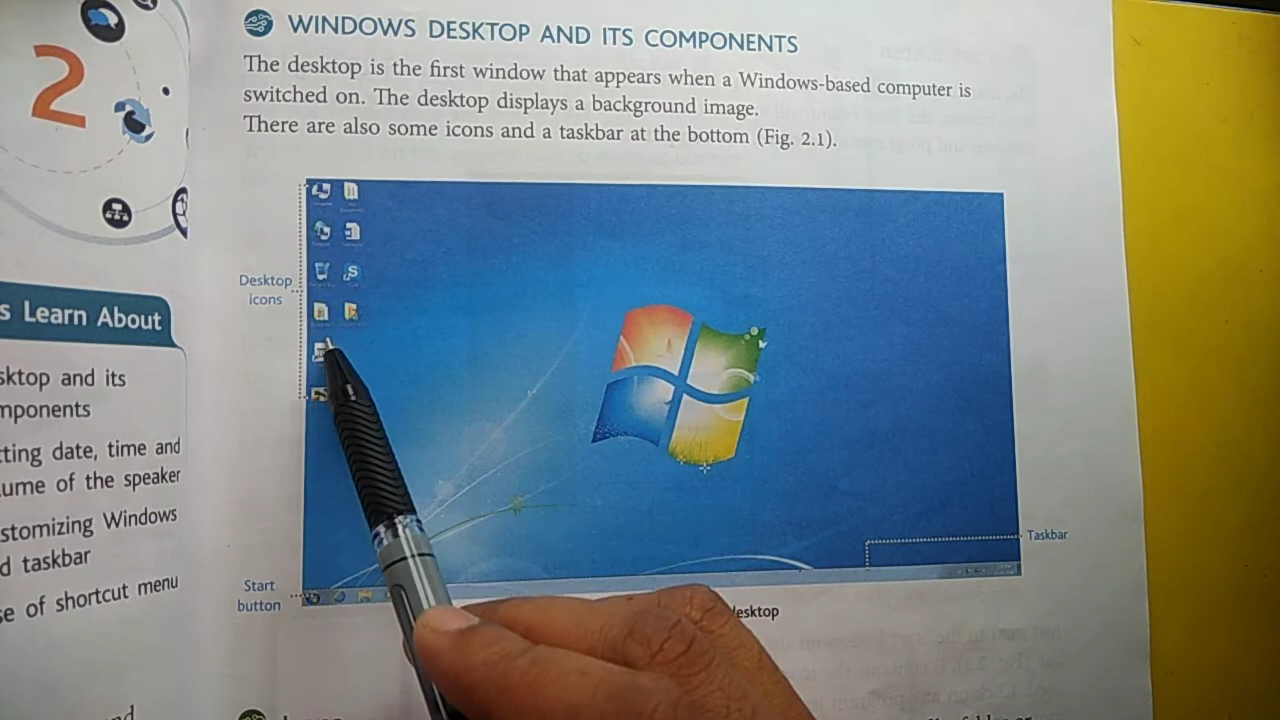 2
WINDOWS DESKTOP AND ITS COMPONENTS
The desktop is the first window that appears when a Windows-based computer is
switched on. The desktop displays a background image.
There are also some icons and a taskbar at the bottom (Fig. 2.1).
Desktop
icons
Taskbar
Start
button
desktop
s Learn About
sktop and its
mponents
tting date, time and
ume of the speaker
stomizing Windows
d taskbar
se of shortcut menu